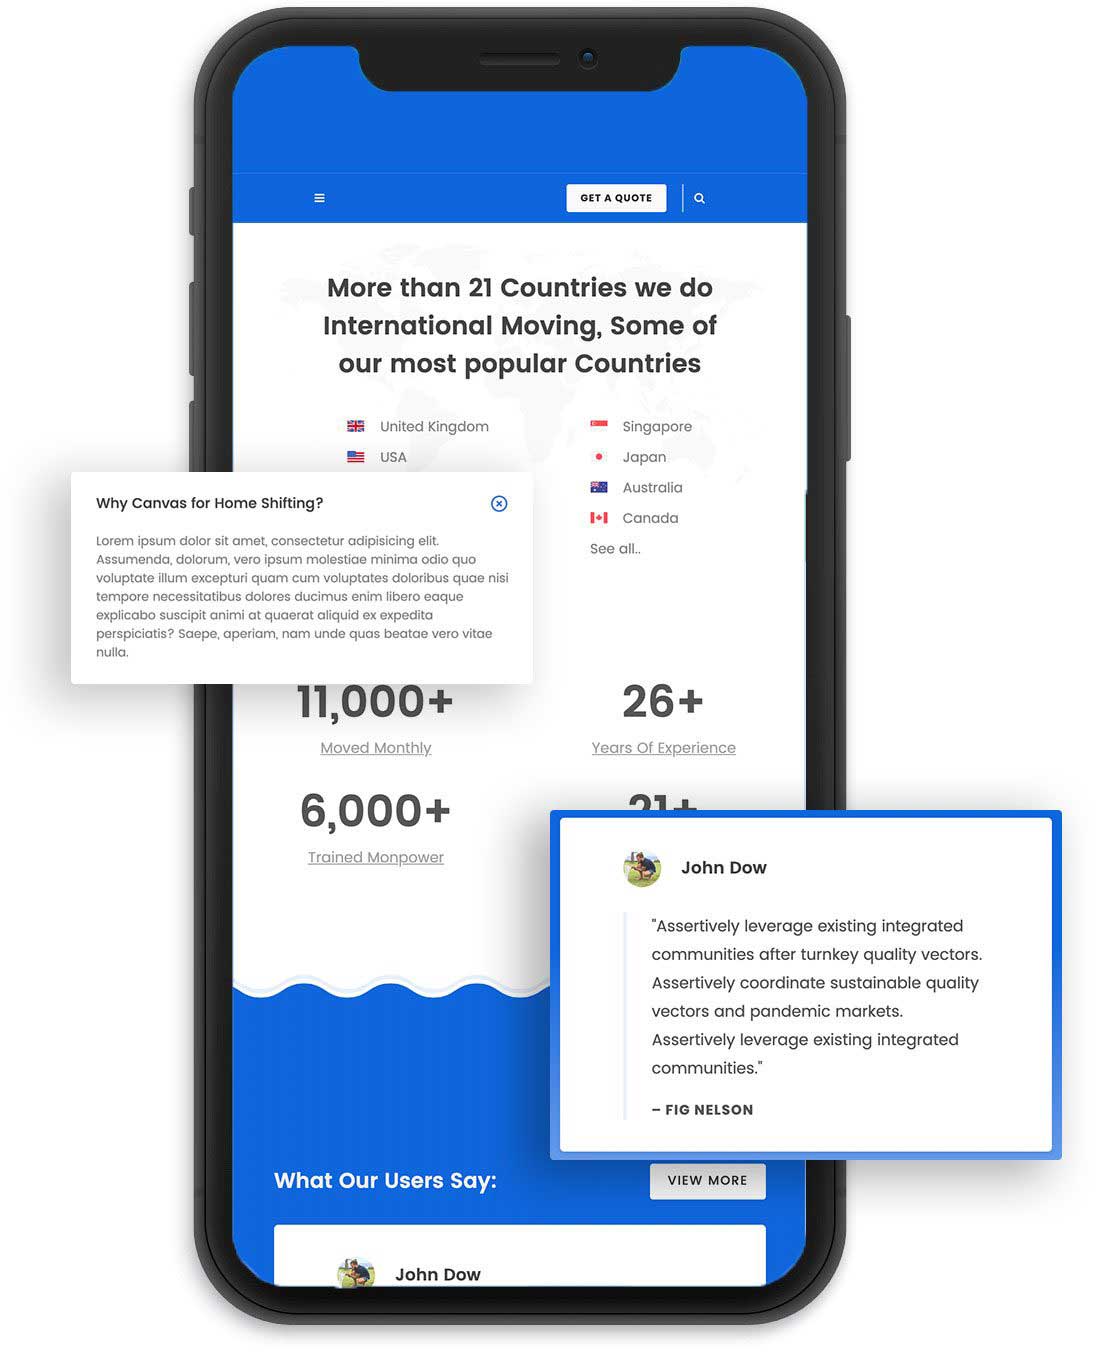 GET A QUOTE
More than 21 Countries we do
International Moving, Some of
our most popular Countries
United Kingdom
USA
Singapore
Japan
Australia
Canada
See all..
Why Canvas for Home Shifting?
Lorem ipsum dolor sit amet, consectetur adipisicing elit.
Assumenda, dolorum, vero ipsum molestiae minima odio quo
voluptate illum excepturi quam cum voluptates doloribus quae nisi
tempore necessitatibus dolores ducimus enim libero eaque
explicabo suscipit animi at quaerat aliquid ex expedita
perspiciatis? Saepe, aperiam, nam unde quas beatae vero vitae
nulla.
11,000+
Moved Monthly
26+
Years Of Experience
6,000+
Trained Monpower
21+
John Dow
"Assertively leverage existing integrated
communities after turnkey quality vectors.
Assertively coordinate sustainable quality
vectors and pandemic markets.
Assertively leverage existing integrated
communities."
– FIG NELSON
What Our Users Say:
VIEW MORE
John Dow